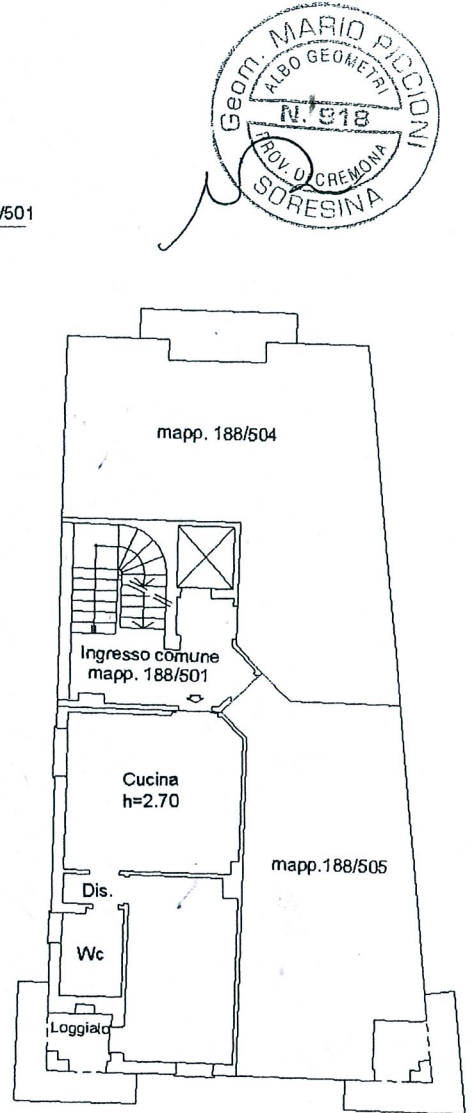 Geom. MARIO PICCIONI
ALBO GEOMETRI
N. 918
PROV. DI CREMONA
SORESINA
/501
mapp. 188/504
Ingresso comune
mapp. 188/501
Cucina
h=2.70
mapp.188/505
Dis.
Wc
Loggiato